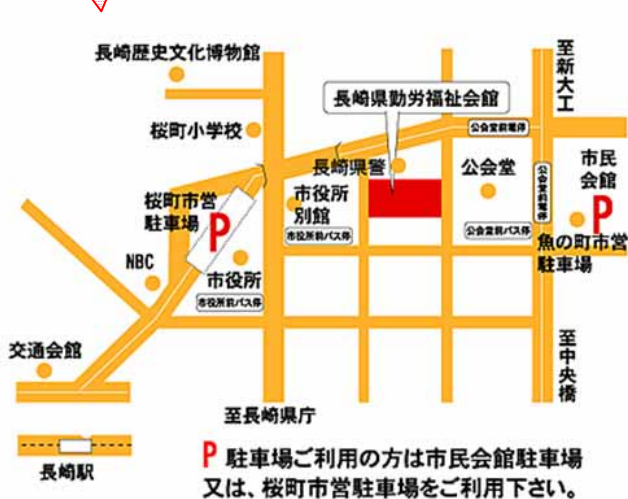 長崎歴史文化博物館
至新大工
長崎県勤労福祉会館
桜町小学校
公会堂前電停
長崎県警
公会堂
市民
会館
公会堂前電停
桜町市営
駐車場
P
市役所
別館
市役所前バス停
公会堂前バス停
P
魚の町市営
駐車場
NBC
市役所
市役所前バス停
交通会館
至中央橋
至長崎県庁
長崎駅
P 駐車場ご利用の方は市民会館駐車場
又は、桜町市営駐車場をご利用下さい。